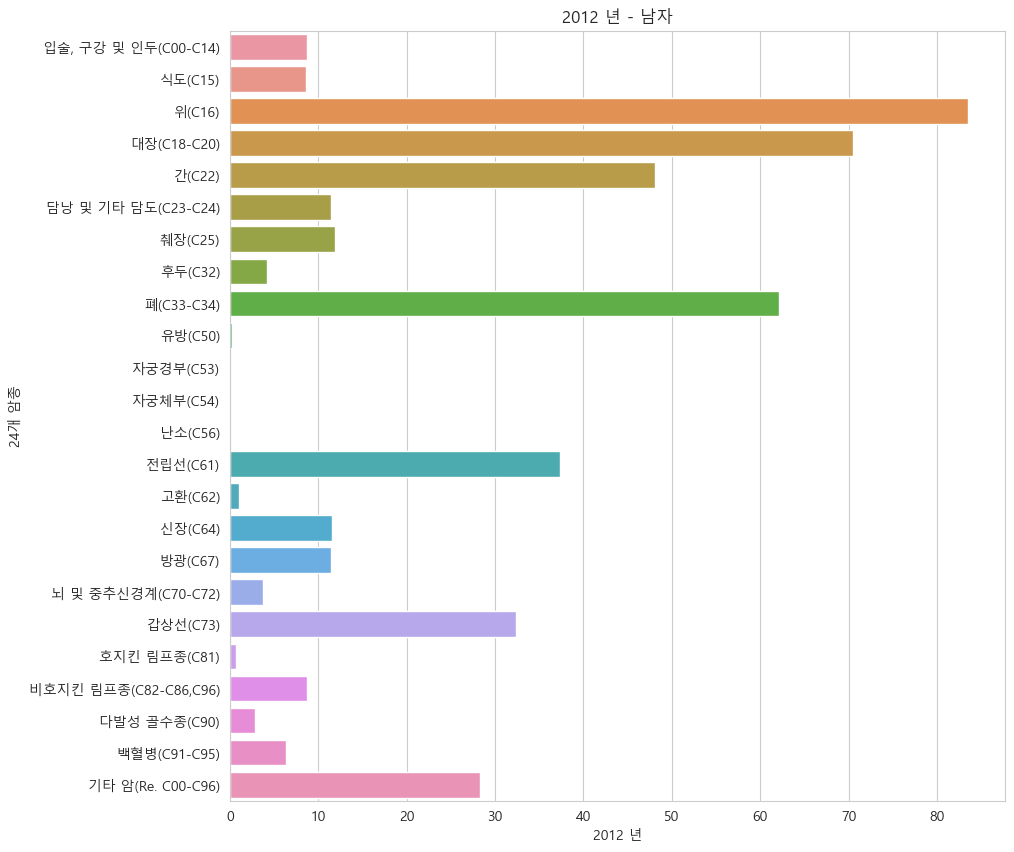 2012 년 - 남자
입술, 구강 및 인두(C00-C14)
식도(C15)
위(C16)
대장(C18-C20)
간(C22)
담낭 및 기타 담도(C23-C24)
췌장(C25)
후두(C32)
폐(C33-C34)
유방(C50)
자궁경부(C53)
자궁체부(C54)
난소(C56)
전립선(C61)
고환(C62)
신장(C64)
방광(C67)
뇌 및 중추신경계(C70-C72)
갑상선(C73)
호지킨 림프종(C81)
비호지킨 림프종(C82-C86,C96)
다발성 골수종(C90)
백혈병(C91-C95)
기타 암(Re. C00-C96)
24개 암종
0 10 20 30 40 50 60 70 80
2012 년